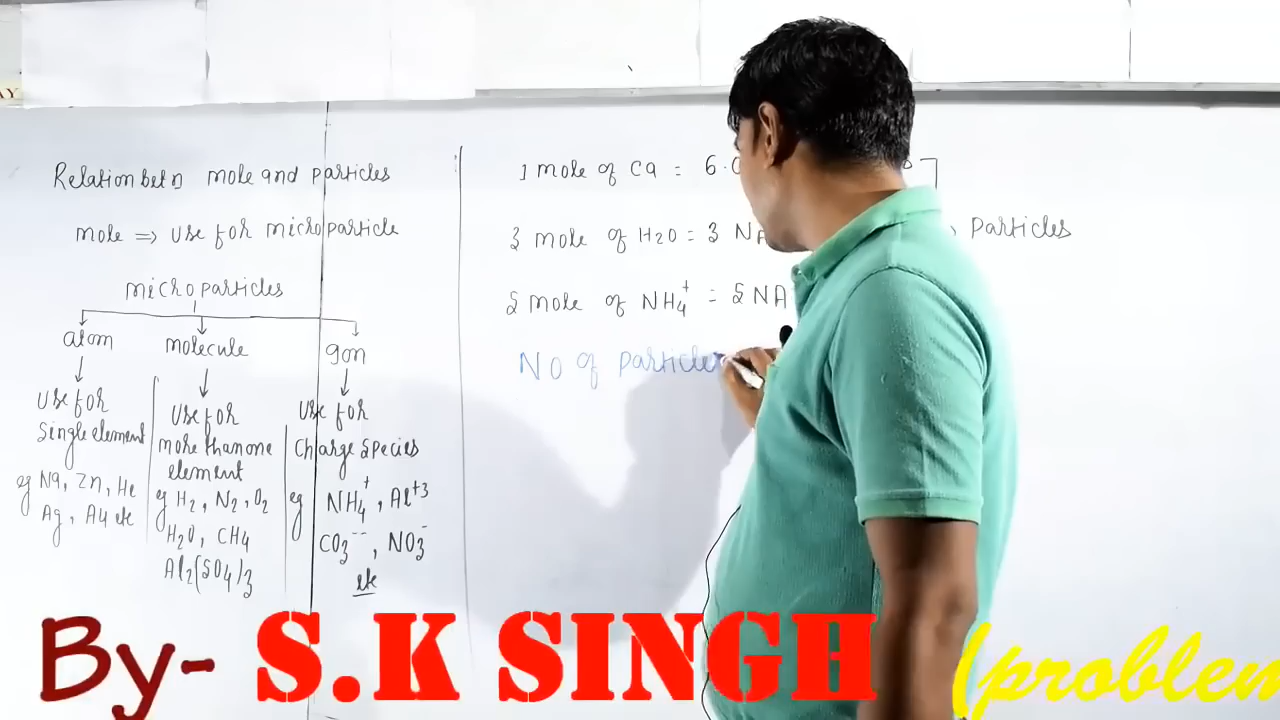 AY
Relation betn mole and particles
mole ⇒ use for microparticle
microparticles
atom
molecule
ion
use for
single element
eg Na, Zn, He
Ag, Au etc
use for
more than one
element
eg H2, N2, O2
H2O, CH4
Al2(SO4)3
use for
Charge species
eg NH4+, Al+3
CO3--, NO3-
etc
1 mole of Ca = 6.0
3 mole of H2O = 3 NA
5 mole of NH4+ = 5 NA
Particles
NO of particles
By- S.K SINGH
(problem